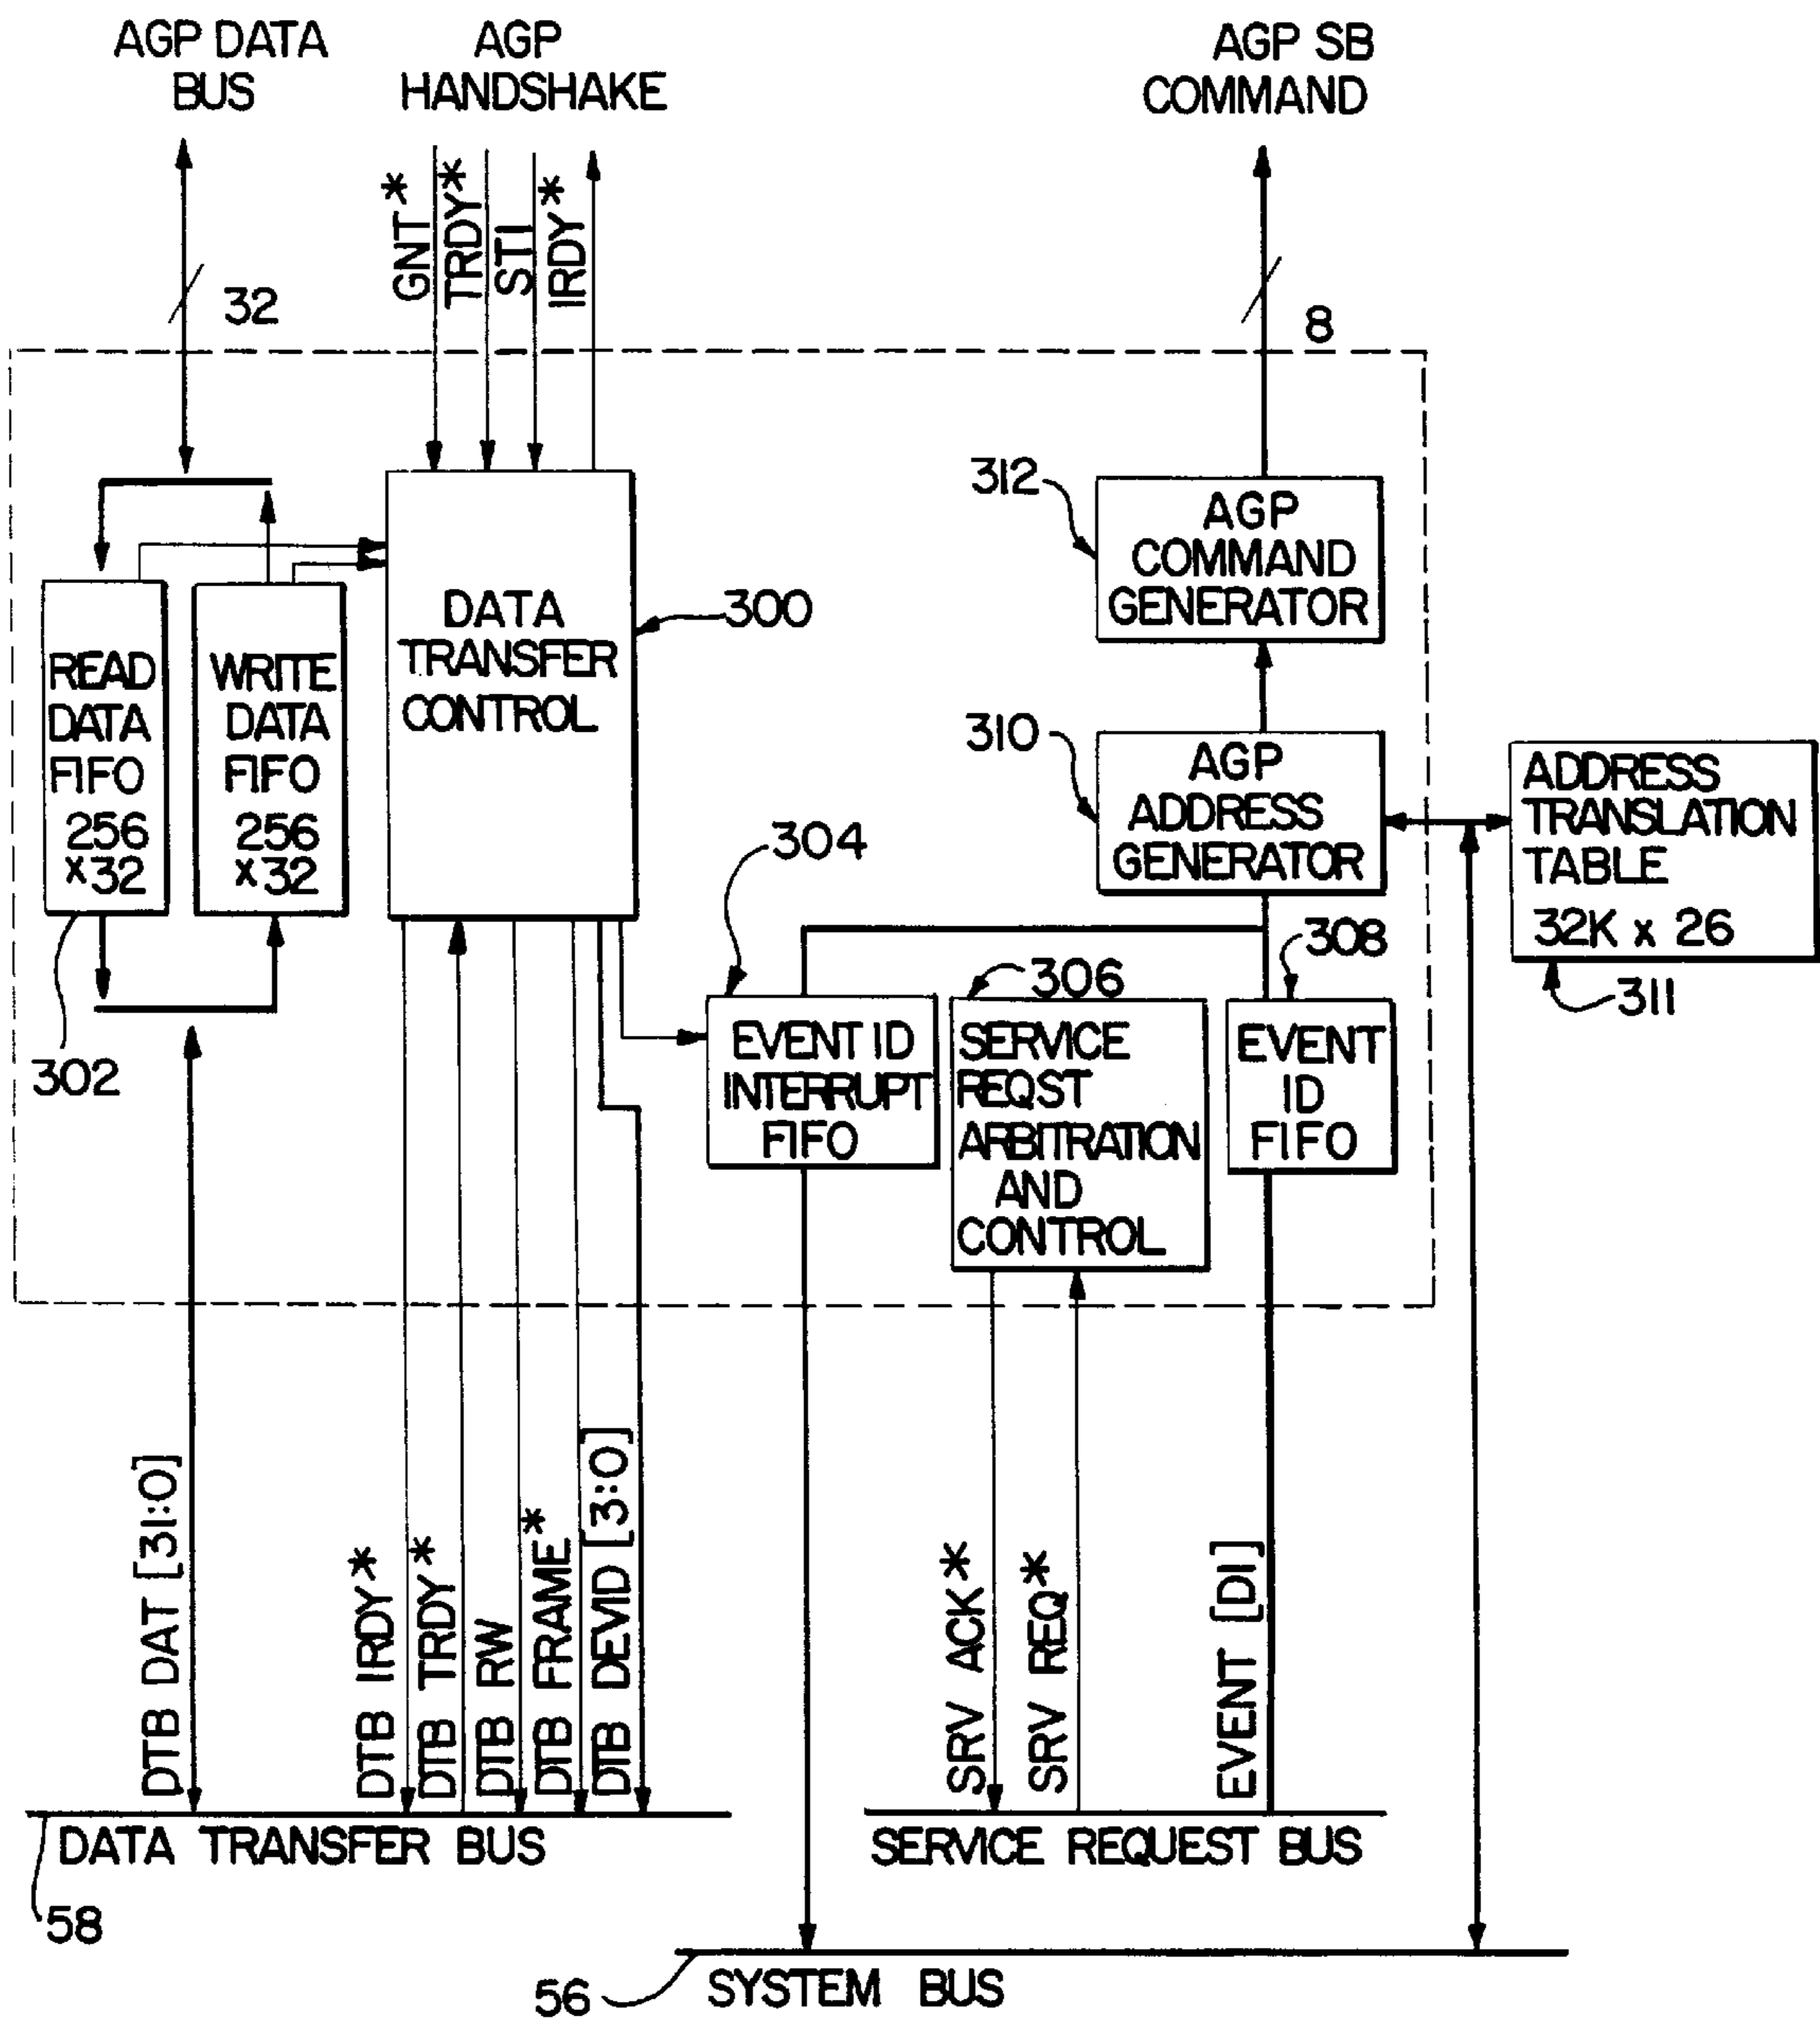 AGP DATA
BUS
AGP
HANDSHAKE
AGP SB
COMMAND
GNT*
TRDY*
ST1
IRDY*
32
8
312
AGP
COMMAND
GENERATOR
DATA
TRANSFER
CONTROL
300
READ
DATA
FIFO
256
x32
WRITE
DATA
FIFO
256
x32
310
AGP
ADDRESS
GENERATOR
ADDRESS
TRANSLATION
TABLE
32K x 26
311
304
306
308
302
EVENT ID
INTERRUPT
FIFO
SERVICE
REQST
ARBITRATION
AND
CONTROL
EVENT
ID
FIFO
DTB DAT [31:0]
DTB IRDY*
DTB TRDY*
DTB RW
DTB FRAME*
DTB DEVID [3:0]
SRV ACK*
SRV REQ*
EVENT [DI]
DATA TRANSFER BUS
58
SERVICE REQUEST BUS
56
SYSTEM BUS